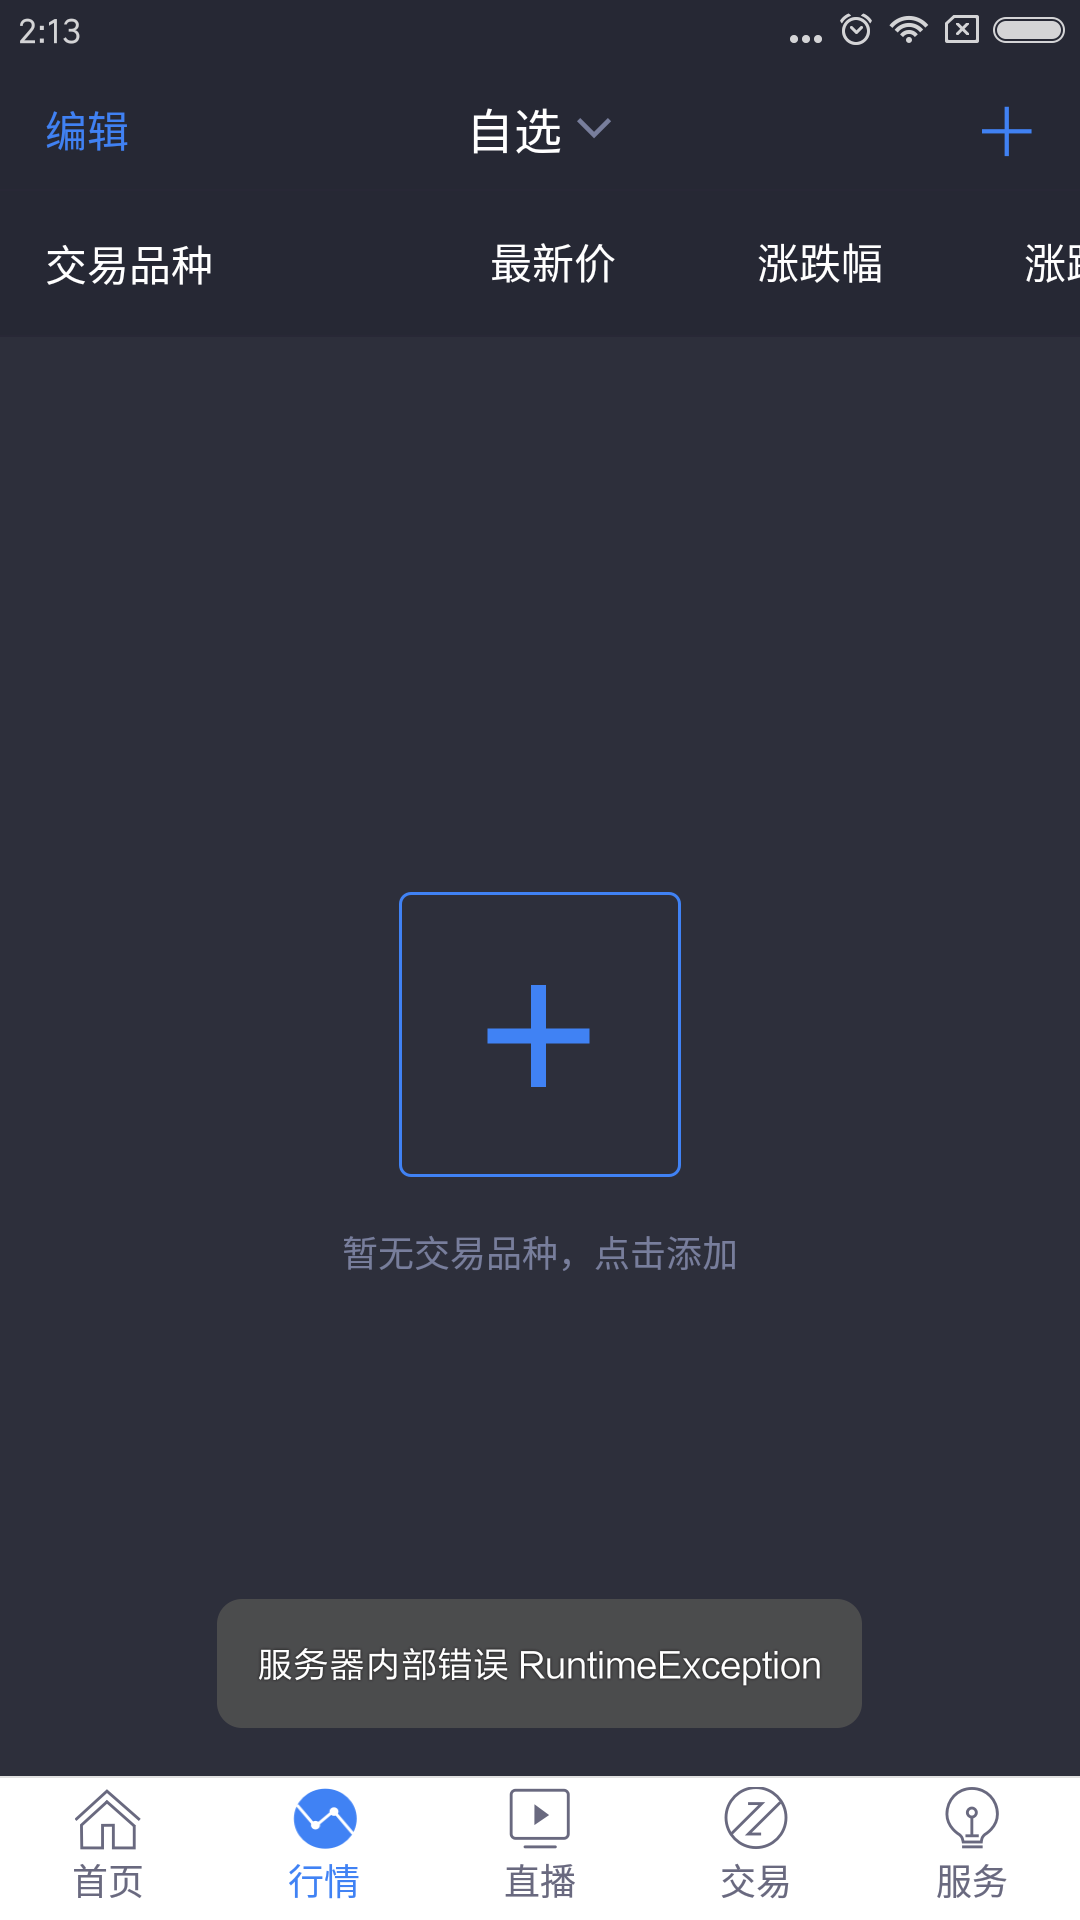 2:13
编辑
自选
交易品种
最新价
涨跌幅
涨跌
暂无交易品种，点击添加
服务器内部错误 RuntimeException
首页
行情
直播
交易
服务